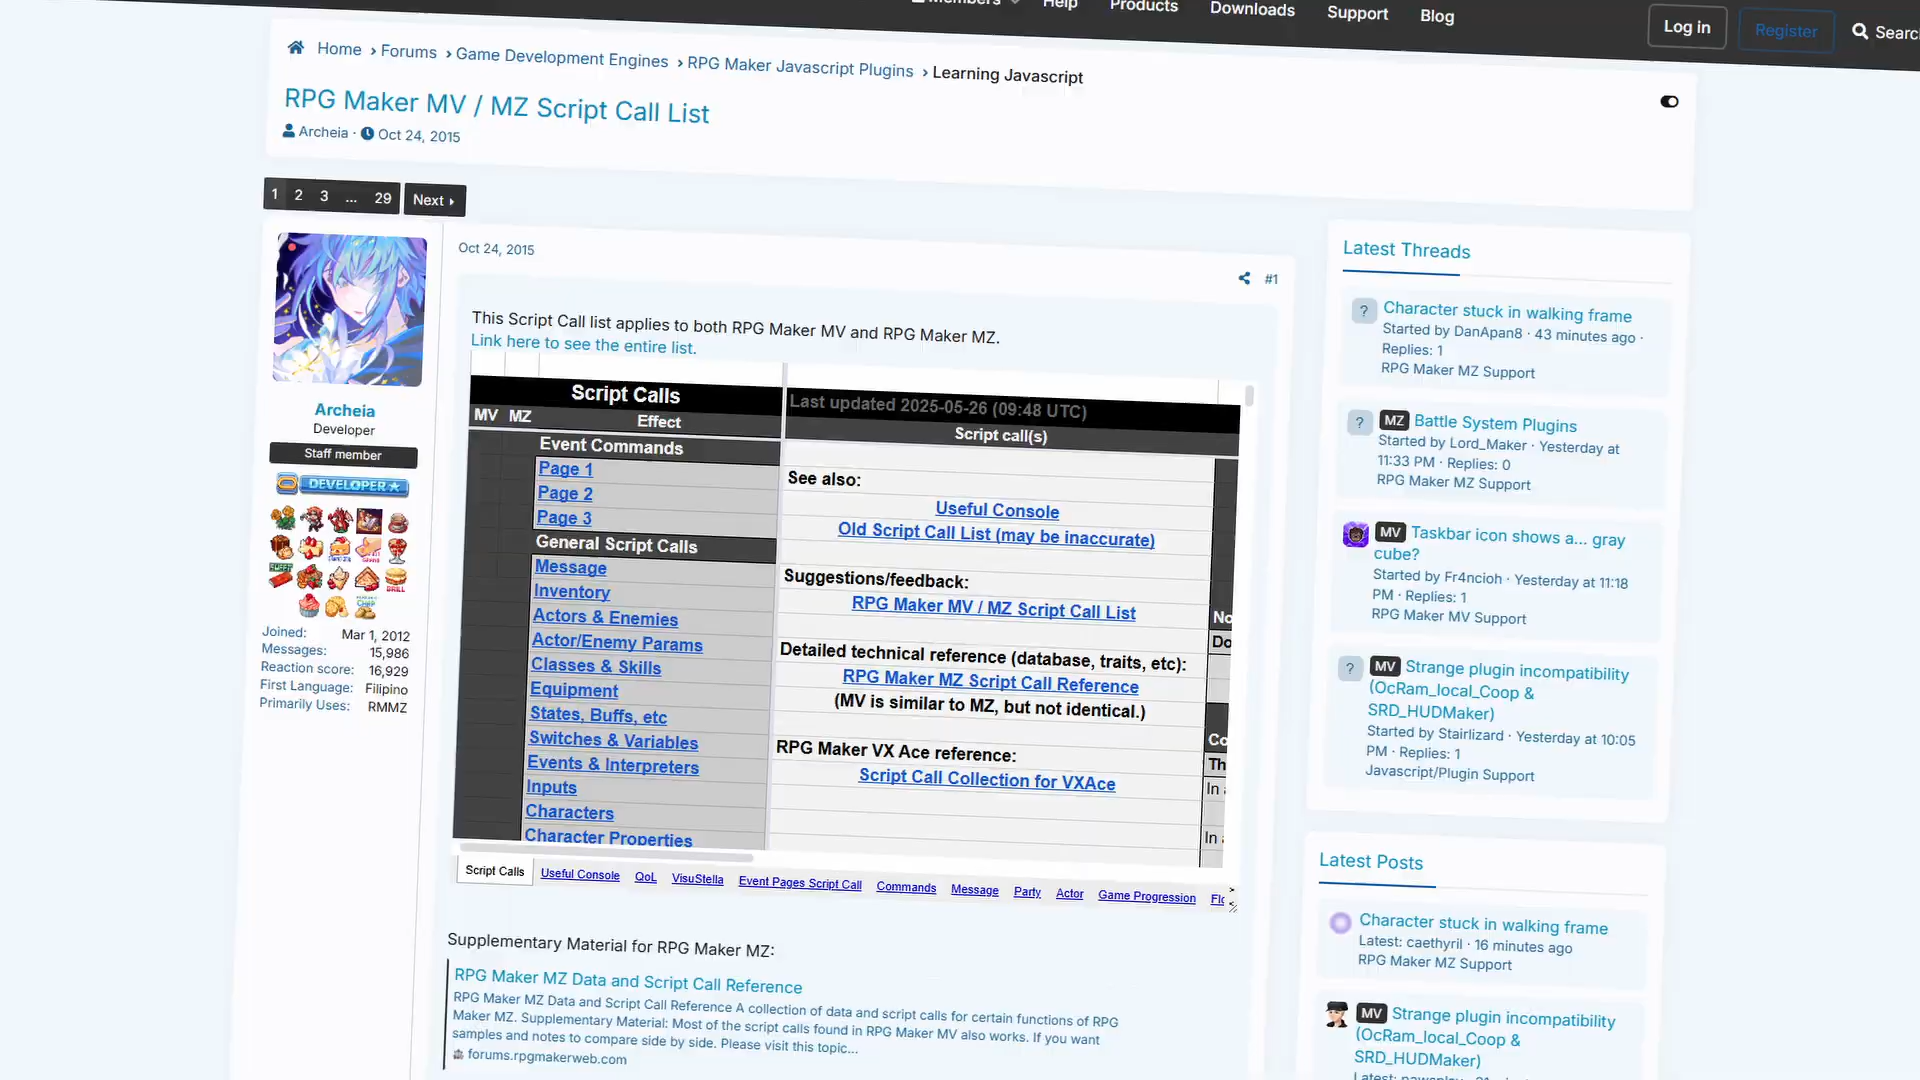 Members
Help
Products
Downloads
Support
Blog
Log in
Register
Home › Forums › Game Development Engines › RPG Maker Javascript Plugins › Learning Javascript
RPG Maker MV / MZ Script Call List
Archeia · Oct 24, 2015
1 2 3 ... 29 Next
Archeia
Developer
Staff member
DEVELOPER
Joined: Mar 1, 2012
Messages: 15,986
Reaction score: 16,929
First Language: Filipino
Primarily Uses: RMMZ
Oct 24, 2015
#1
This Script Call list applies to both RPG Maker MV and RPG Maker MZ.
Link here to see the entire list.
Script Calls
Last updated 2025-05-26 (09:48 UTC)
MV MZ Effect
Script call(s)
Event Commands
Page 1
Page 2
Page 3
General Script Calls
Message
Inventory
Actors & Enemies
Actor/Enemy Params
Classes & Skills
Equipment
States, Buffs, etc
Switches & Variables
Events & Interpreters
Inputs
Characters
Character Properties
See also:
Useful Console
Old Script Call List (may be inaccurate)
Suggestions/feedback:
RPG Maker MV / MZ Script Call List
Detailed technical reference (database, traits, etc):
RPG Maker MZ Script Call Reference
(MV is similar to MZ, but not identical.)
RPG Maker VX Ace reference:
Script Call Collection for VXAce
No
Do
Co
Th
In
In
Script Calls Useful Console QoL VisuStella Event Pages Script Call Commands Message Party Actor Game Progression
Supplementary Material for RPG Maker MZ:
RPG Maker MZ Data and Script Call Reference
RPG Maker MZ Data and Script Call Reference A collection of data and script calls for certain functions of RPG
Maker MZ. Supplementary Material: Most of the script calls found in RPG Maker MV also works. If you want
samples and notes to compare side by side. Please visit this topic...
forums.rpgmakerweb.com
Latest Threads
Character stuck in walking frame
Started by DanApan8 · 43 minutes ago ·
Replies: 1
RPG Maker MZ Support
MZ Battle System Plugins
Started by Lord_Maker · Yesterday at
11:33 PM · Replies: 0
RPG Maker MZ Support
MV Taskbar icon shows a... gray
cube?
Started by Fr4ncioh · Yesterday at 11:18
PM · Replies: 1
RPG Maker MV Support
MV Strange plugin incompatibility
(OcRam_local_Coop &
SRD_HUDMaker)
Started by Stairlizard · Yesterday at 10:05
PM · Replies: 1
Javascript/Plugin Support
Latest Posts
Character stuck in walking frame
Latest: caethyril · 16 minutes ago
RPG Maker MZ Support
MV Strange plugin incompatibility
(OcRam_local_Coop &
SRD_HUDMaker)